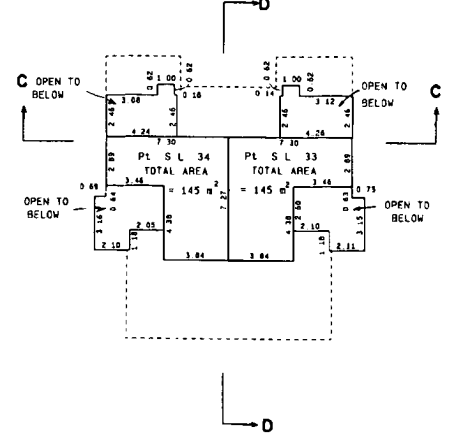 D
0.62
1.00
0.62
0.62
1.00
0.62
C
OPEN TO
BELOW
3.08
0.16
0.14
3.12
OPEN TO
BELOW
C
2.46
2.46
2.46
2.46
4.24
4.26
7.30
7.30
Pt S L 34
TOTAL AREA
= 145 m²
Pt S L 33
TOTAL AREA
= 145 m²
2.89
2.89
3.46
3.46
0.69
0.64
0.75
0.63
7.27
OPEN TO
BELOW
OPEN TO
BELOW
3.16
3.15
2.05
4.38
4.38
2.60
2.10
2.10
1.18
1.18
2.11
3.84
3.84
D